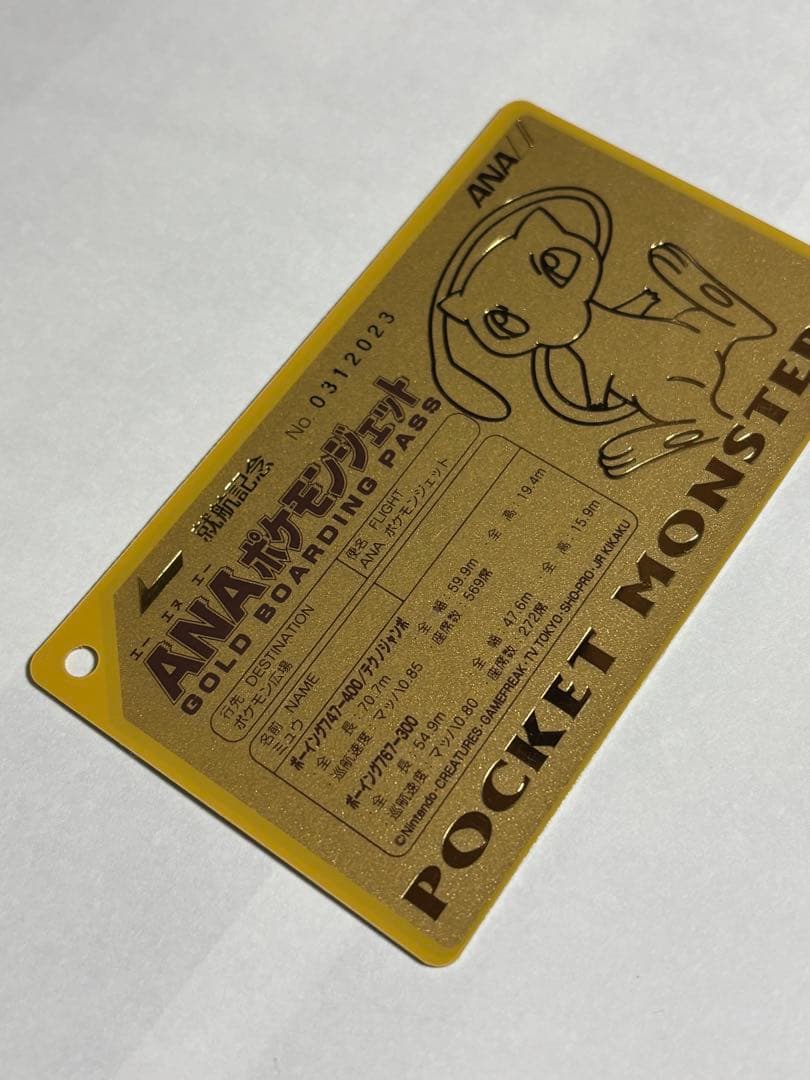 ANA
No. 0312023
就航記念
エー エヌ エー
ANAポケモンジェット
GOLD BOARDING PASS
行先 DESTINATION
ポケモン広場
便名 FLIGHT
ANA ポケモンジェット
名前 NAME
ミュウ
ボーイング747-400/テクノジャンボ
・全 長：70.7m ・全 幅：59.9m ・全 高：19.4m
・巡航速度：マッハ0.85 ・座席数：569席
ボーイング767-300
・全 長：54.9m ・全 幅：47.6m ・全 高：15.9m
・巡航速度：マッハ0.80 ・座席数：272席
©Nintendo・CREATURES・GAMEFREAK・TV TOKYO・SHO-PRO・JR KIKAKU
POCKET MONSTER